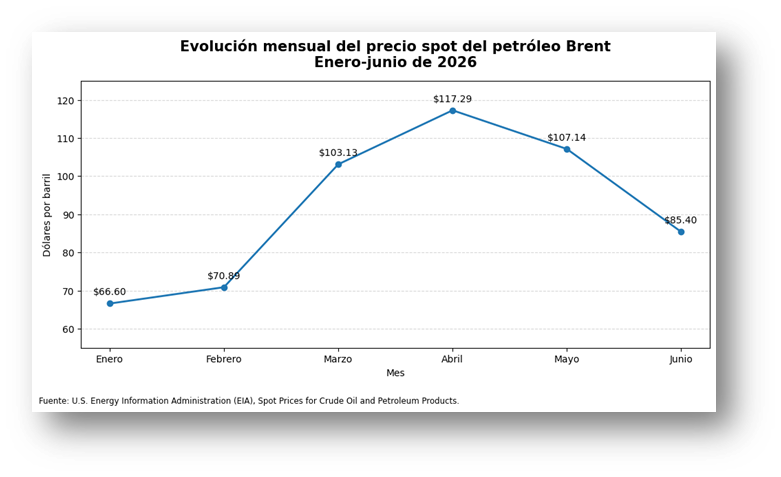 Evolución mensual del precio spot del petróleo Brent
Enero-junio de 2026
Dólares por barril
120
110
100
90
80
70
60
$66.60
$70.89
$103.13
$117.29
$107.14
$85.40
Enero Febrero Marzo Abril Mayo Junio
Mes
Fuente: U.S. Energy Information Administration (EIA), Spot Prices for Crude Oil and Petroleum Products.